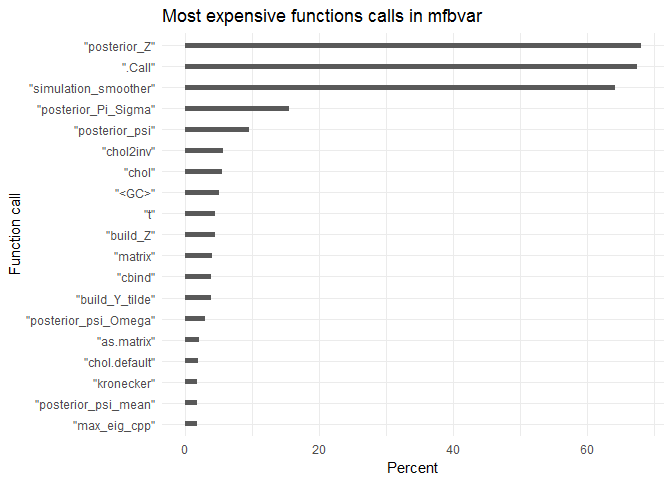 Most expensive functions calls in mfbvar
"posterior_Z"
".Call"
"simulation_smoother"
"posterior_Pi_Sigma"
"posterior_psi"
"chol2inv"
"chol"
"<GC>"
"t"
"build_Z"
"matrix"
"cbind"
"build_Y_tilde"
"posterior_psi_Omega"
"as.matrix"
"chol.default"
"kronecker"
"posterior_psi_mean"
"max_eig_cpp"
Function call
0 20 40 60
Percent